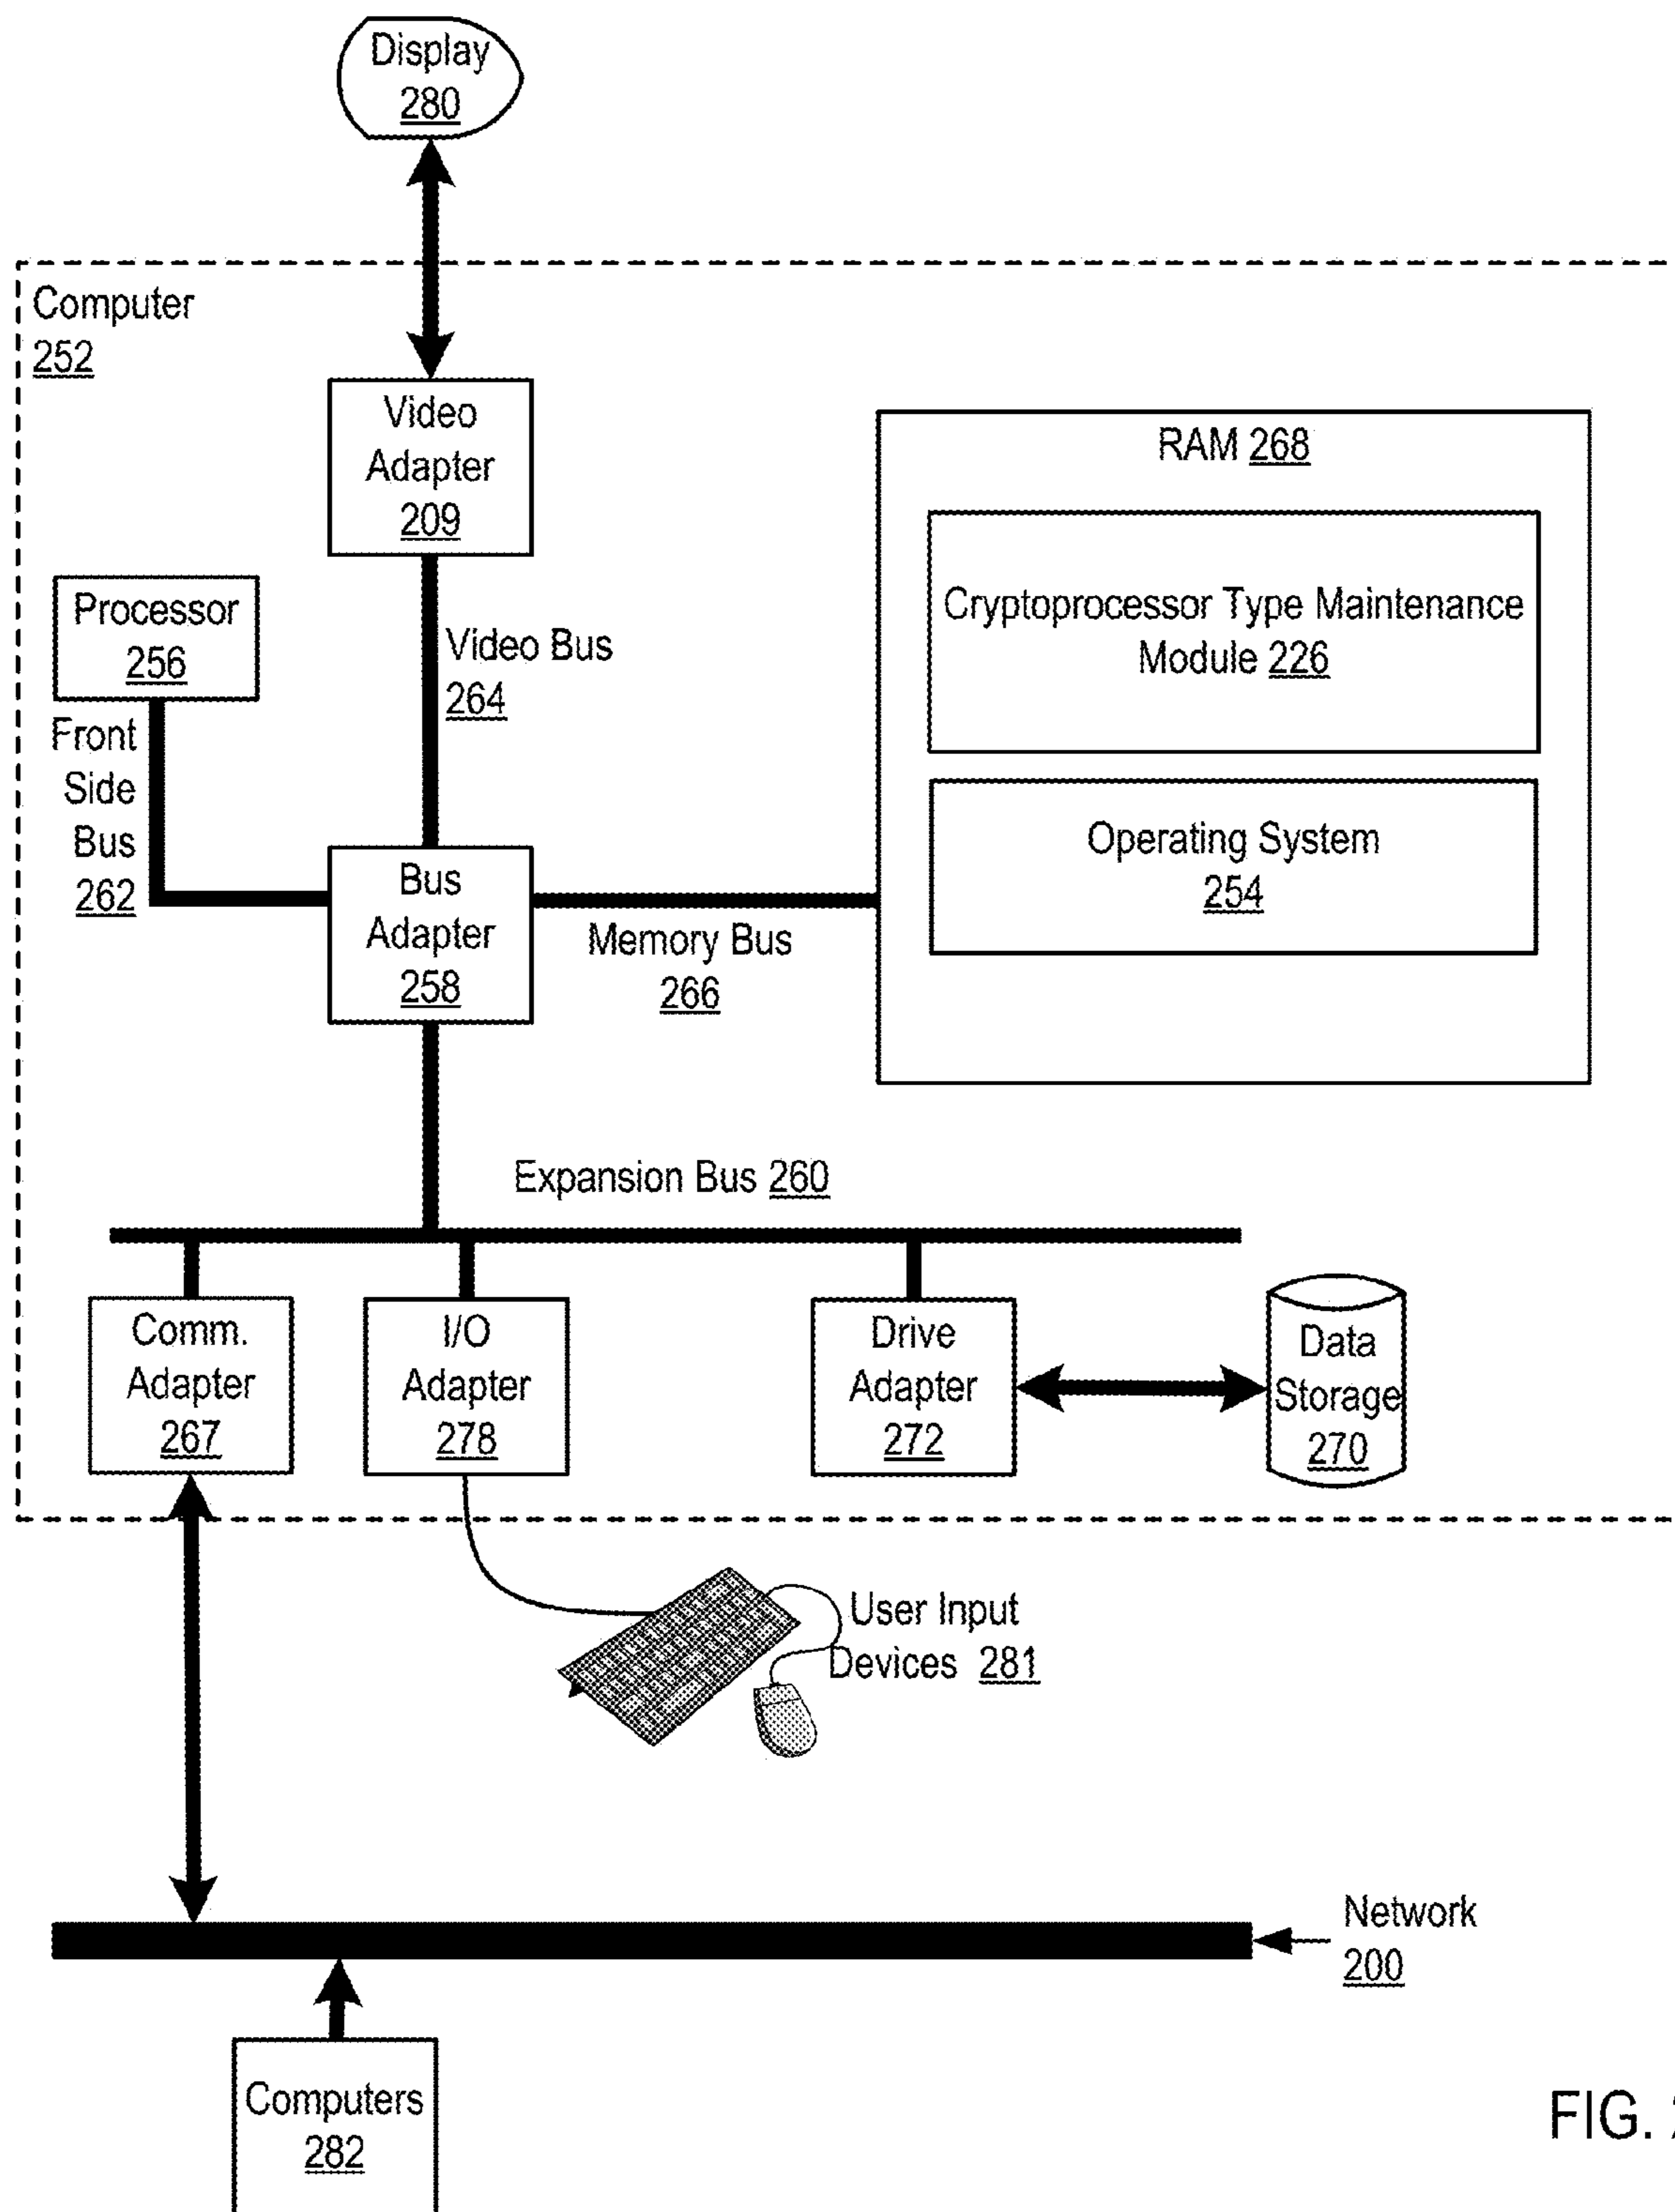 Display
280
Computer
252
Video
Adapter
209
RAM 268
Cryptoprocessor Type Maintenance
Module 226
Processor
256
Video Bus
264
Front
Side
Bus
262
Operating System
254
Bus
Adapter
258
Memory Bus
266
Expansion Bus 260
Comm.
Adapter
267
I/O
Adapter
278
Drive
Adapter
272
Data
Storage
270
User Input
Devices 281
Network
200
Computers
282
FIG.